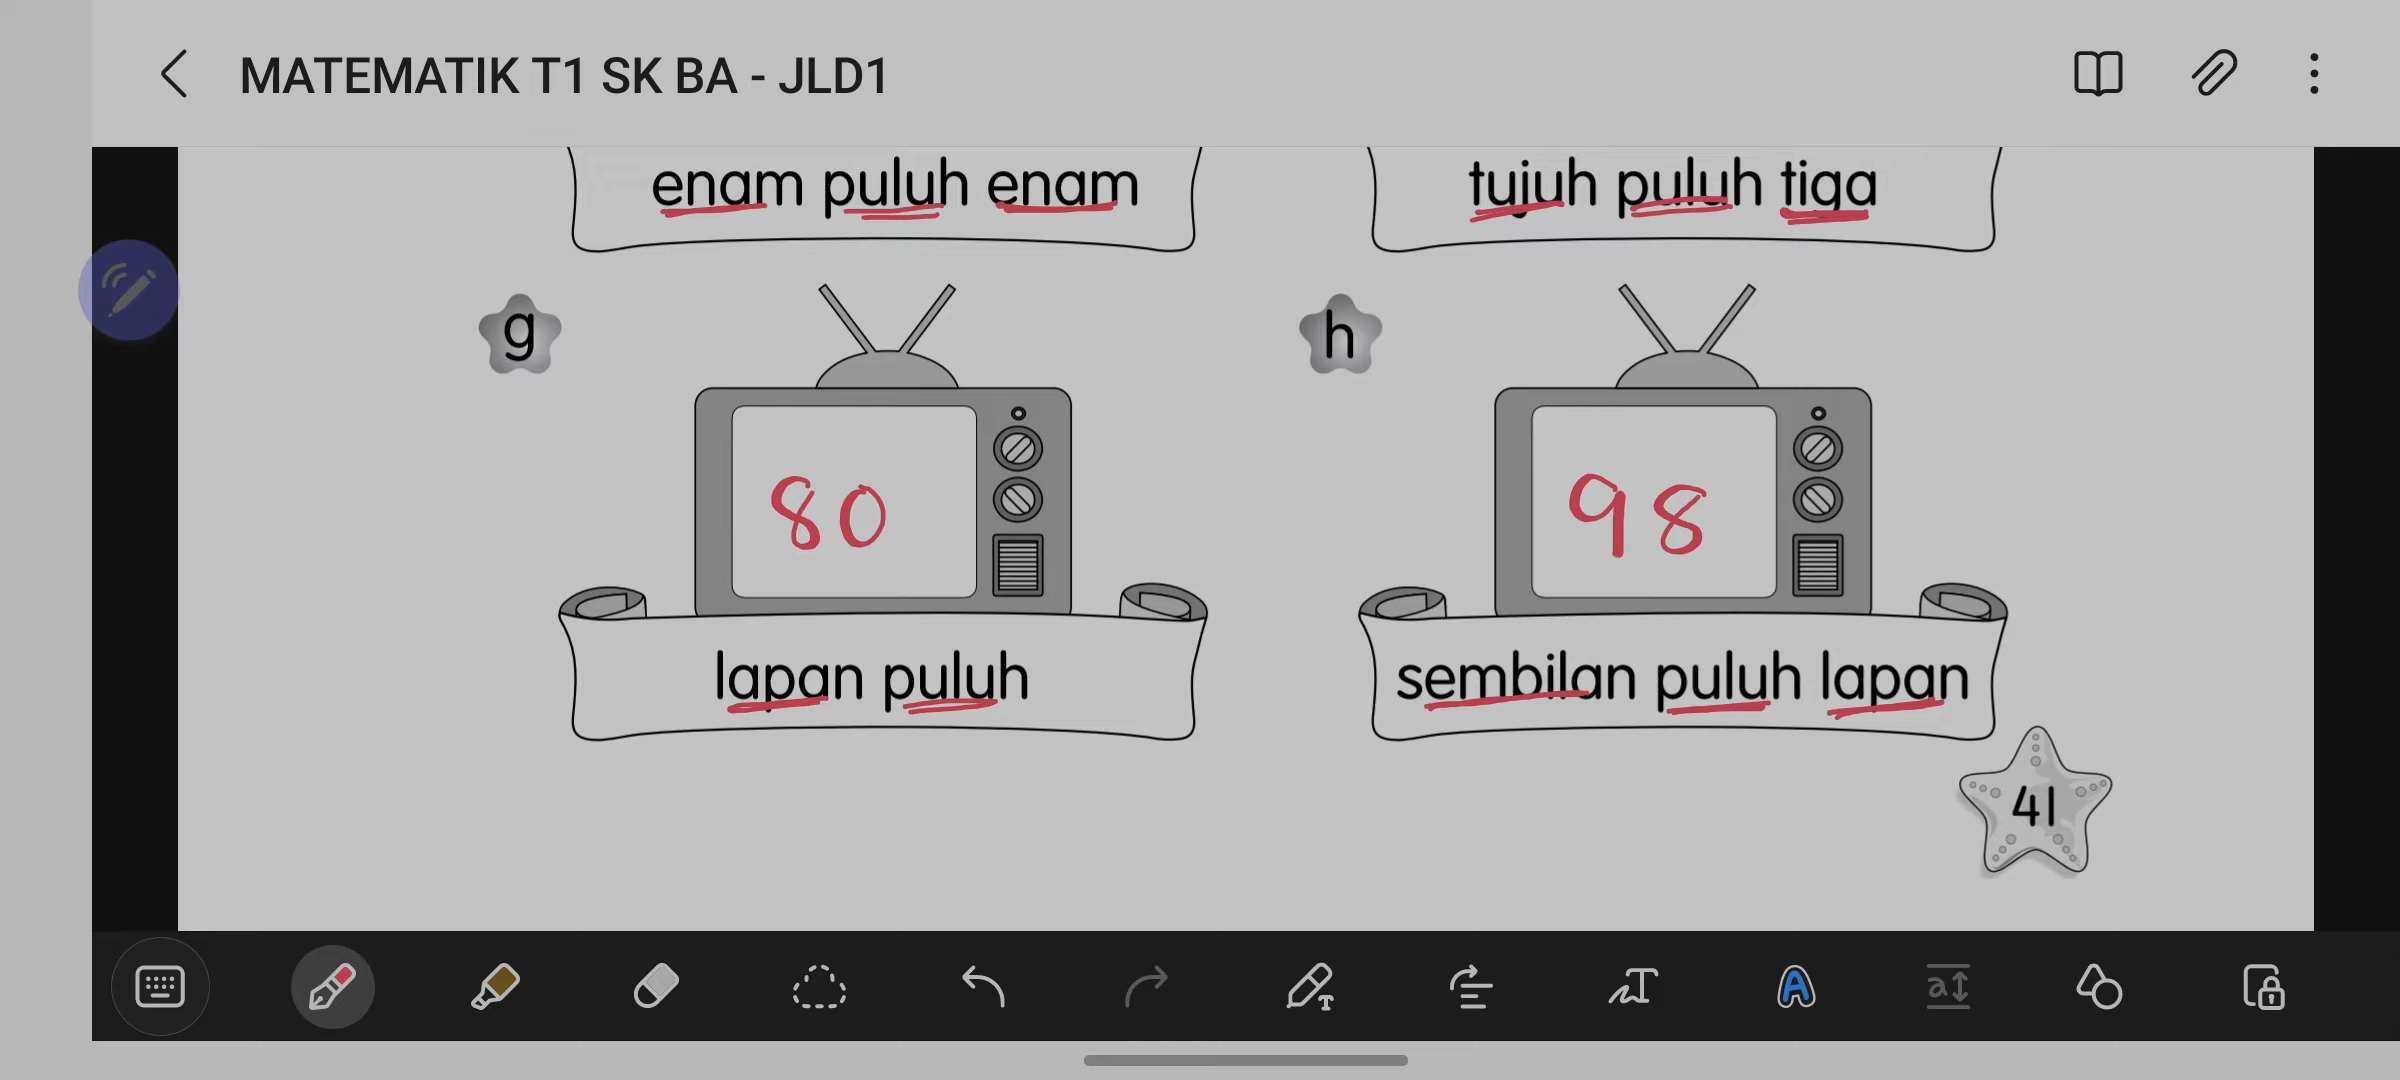 MATEMATIK T1 SK BA - JLD1
enam puluh enam
tujuh puluh tiga
g
h
80
98
lapan puluh
sembilan puluh lapan
41
T
T
A
a